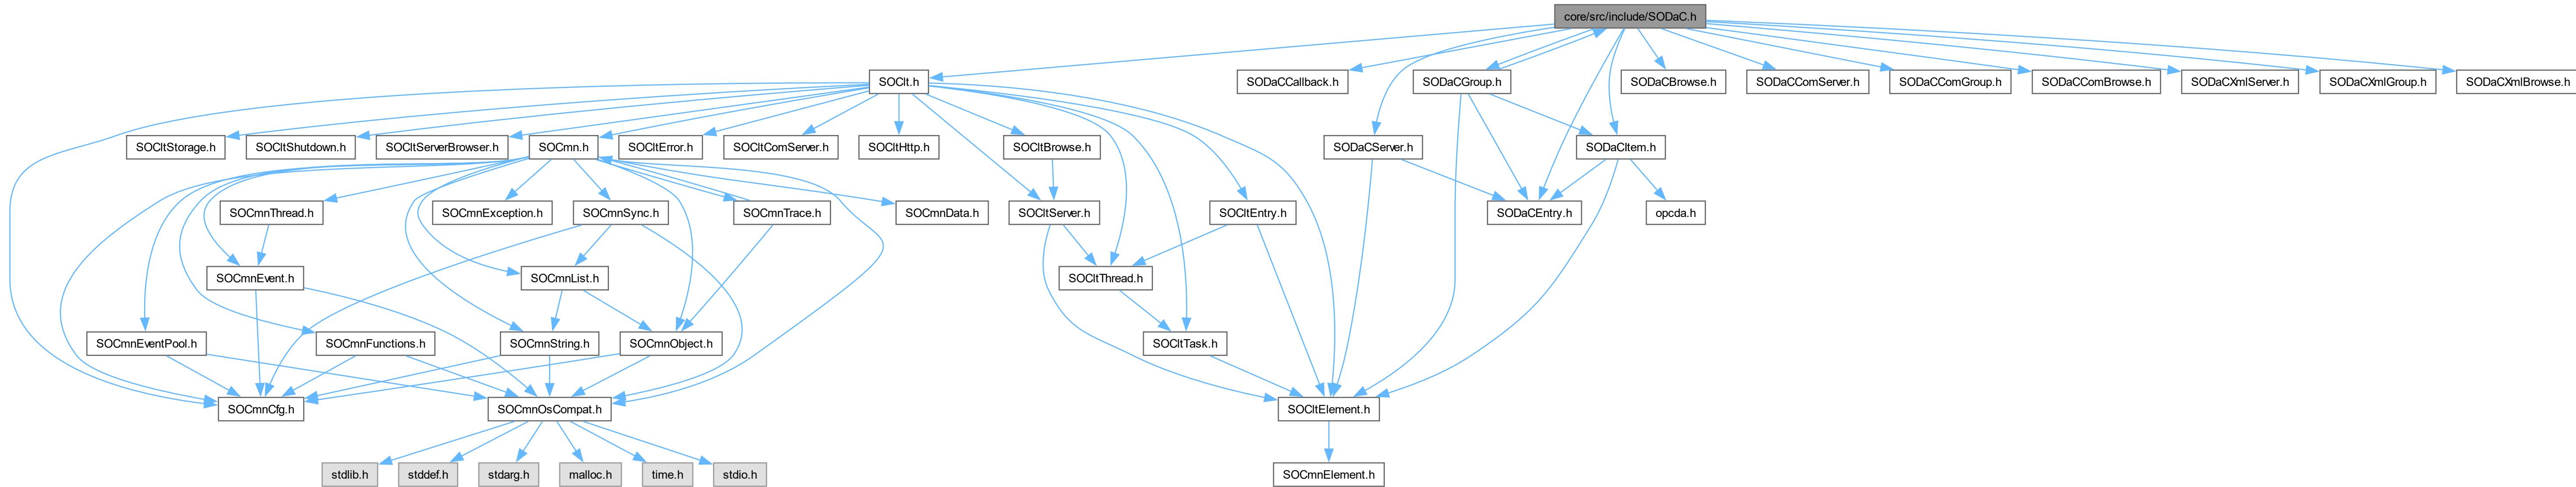 core/src/include/SODaC.h
SOClt.h
SODaCCallback.h
SODaCGroup.h
SODaCBrowse.h
SODaCComServer.h
SODaCComGroup.h
SODaCComBrowse.h
SODaCXmlServer.h
SODaCXmlGroup.h
SODaCXmlBrowse.h
SOCltStorage.h
SOCltShutdown.h
SOCltServerBrowser.h
SOCmn.h
SOCltError.h
SOCltComServer.h
SOCltHttp.h
SOCltBrowse.h
SODaCServer.h
SODaCItem.h
SOCmnThread.h
SOCmnException.h
SOCmnSync.h
SOCmnTrace.h
SOCmnData.h
SOCltServer.h
SOCltEntry.h
SODaCEntry.h
opcda.h
SOCmnEvent.h
SOCmnList.h
SOCltThread.h
SOCmnEventPool.h
SOCmnFunctions.h
SOCmnString.h
SOCmnObject.h
SOCltTask.h
SOCmnCfg.h
SOCmnOsCompat.h
SOCltElement.h
stdlib.h
stddef.h
stdarg.h
malloc.h
time.h
stdio.h
SOCmnElement.h